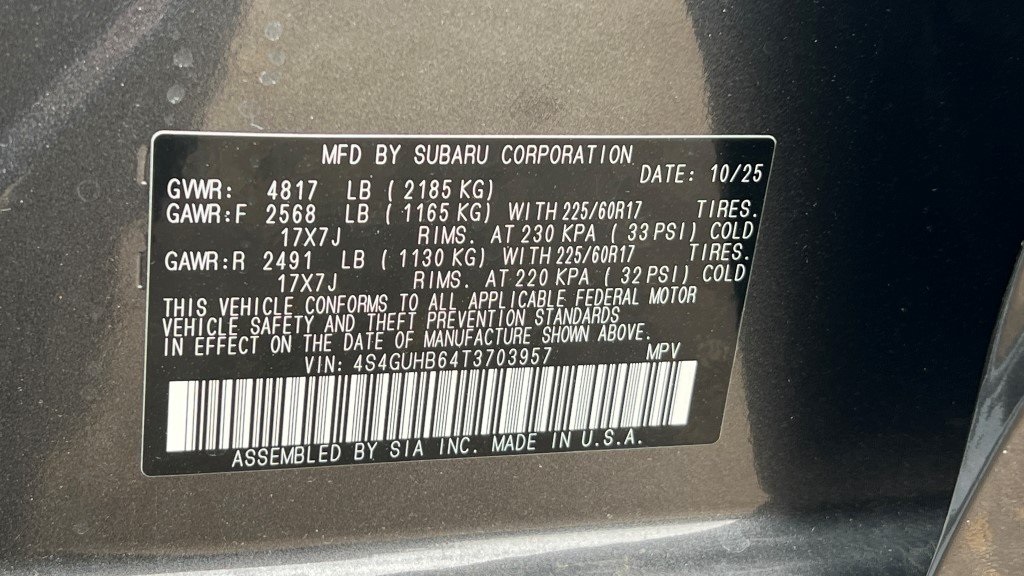 MFD BY SUBARU CORPORATION
DATE: 10/25
GVWR: 4817 LB ( 2185 KG)
GAWR:F 2568 LB ( 1165 KG) WITH 225/60R17 TIRES.
17X7J RIMS. AT 230 KPA ( 33 PSI) COLD
GAWR:R 2491 LB ( 1130 KG) WITH 225/60R17 TIRES.
17X7J RIMS. AT 220 KPA ( 32 PSI) COLD
THIS VEHICLE CONFORMS TO ALL APPLICABLE FEDERAL MOTOR
VEHICLE SAFETY AND THEFT PREVENTION STANDARDS
IN EFFECT ON THE DATE OF MANUFACTURE SHOWN ABOVE.
VIN: 4S4GUHB64T3703957 MPV
ASSEMBLED BY SIA INC. MADE IN U.S.A.